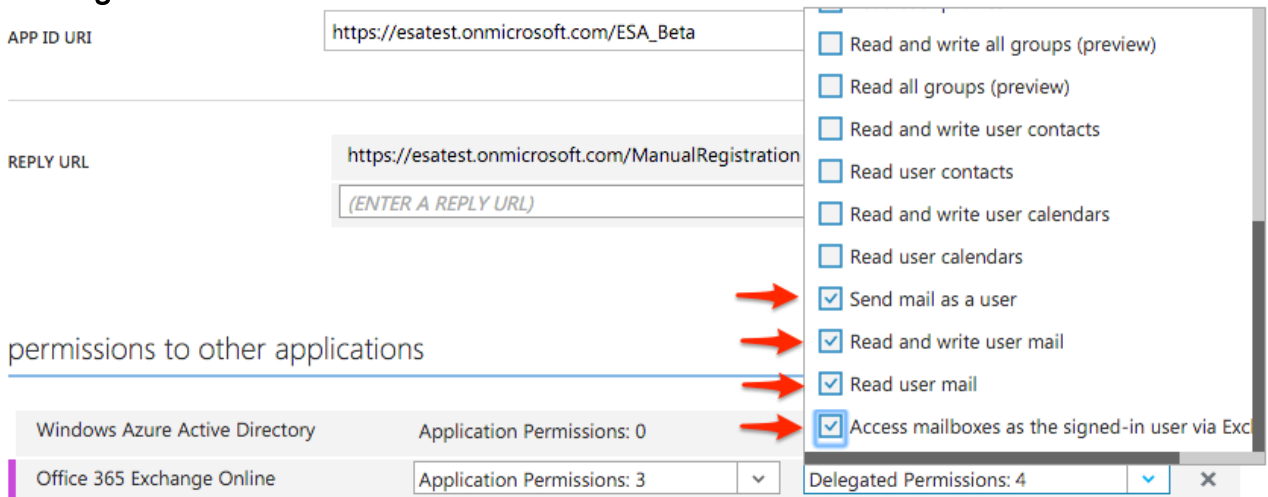 APP ID URI
https://esatest.onmicrosoft.com/ESA_Beta
Read and write all groups (preview)
Read all groups (preview)
Read and write user contacts
REPLY URL
https://esatest.onmicrosoft.com/ManualRegistration
Read user contacts
(ENTER A REPLY URL)
Read and write user calendars
Read user calendars
Send mail as a user
permissions to other applications
Read and write user mail
Read user mail
Windows Azure Active Directory
Application Permissions: 0
Access mailboxes as the signed-in user via Excl
Office 365 Exchange Online
Application Permissions: 3
Delegated Permissions: 4